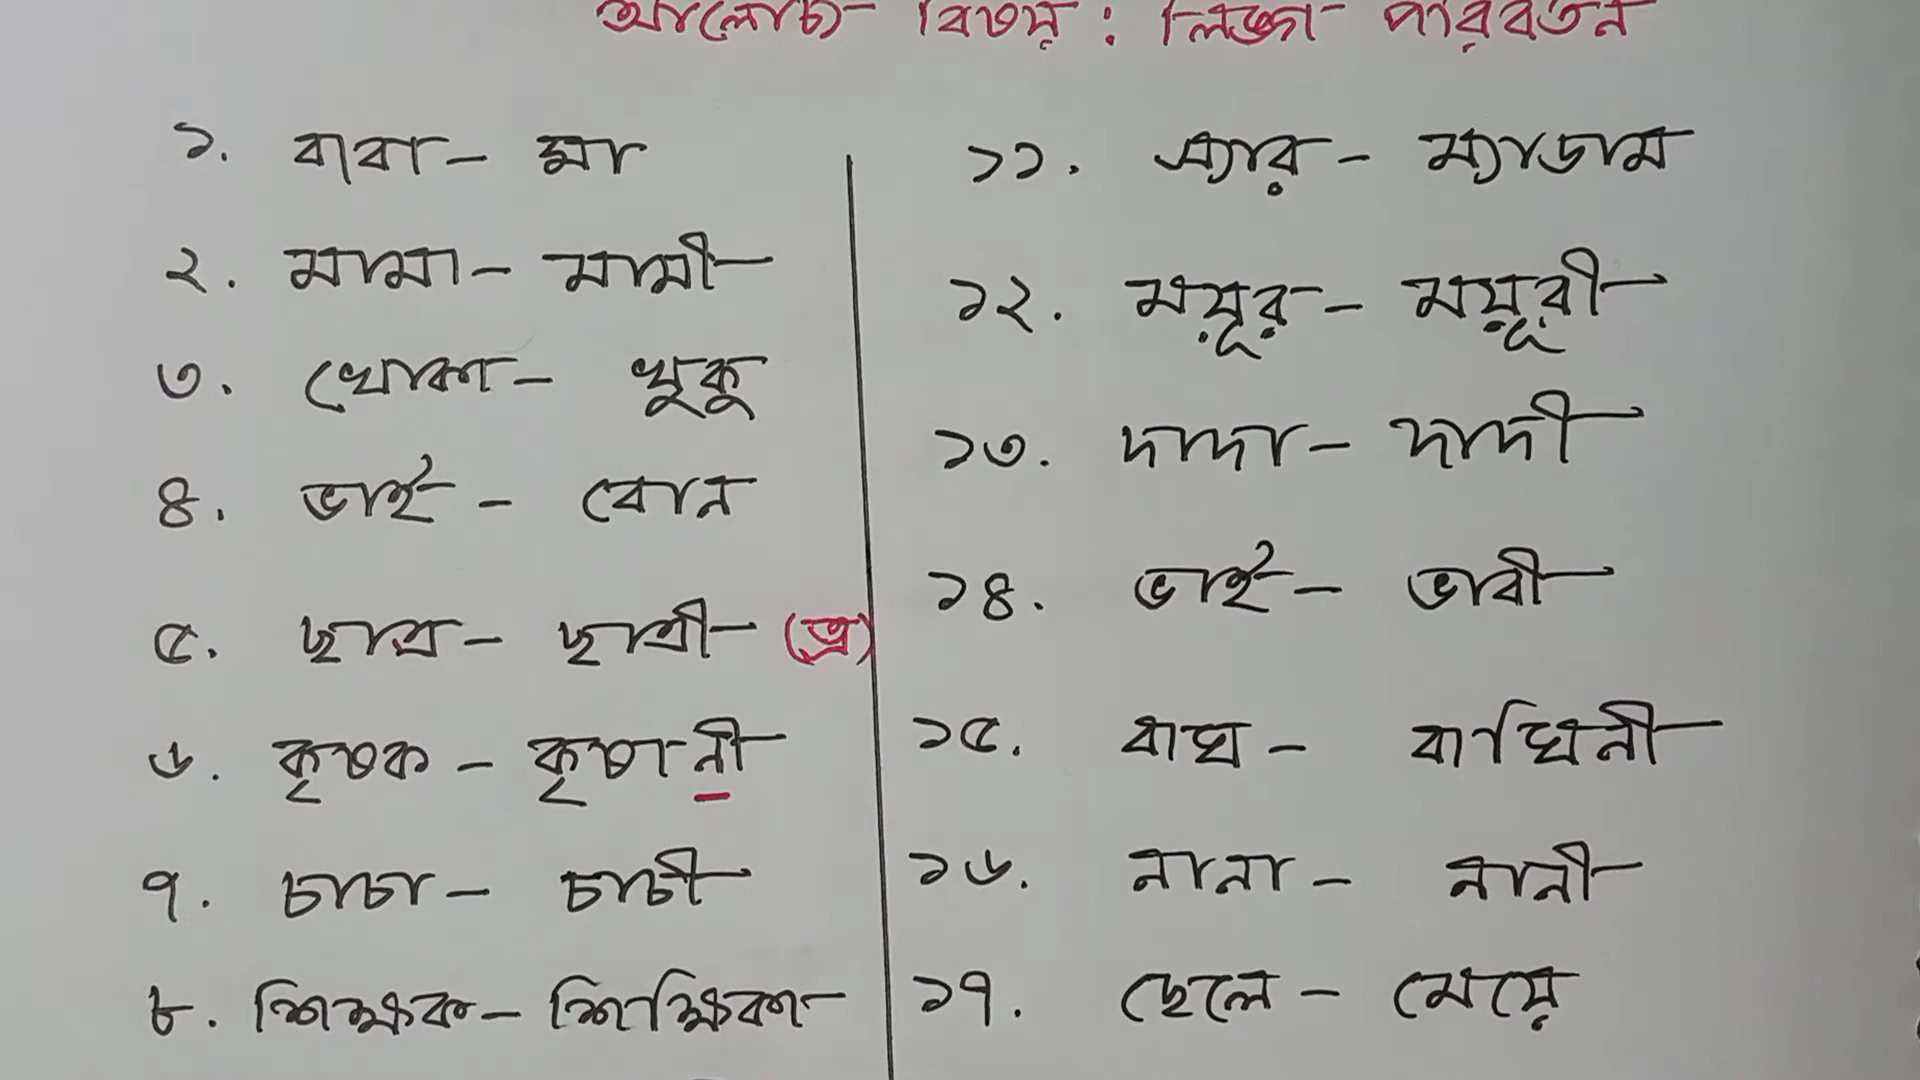 আলোচ্য বিষয় : লিঙ্গ পরিবর্তন
১. বাবা - মা
২. মামা - মামী
৩. খোকা - খুকু
৪. ভাই - বোন
৫. ছাত্র - ছাত্রী (ত্র)
৬. কৃষক - কৃষানী
৭. চাচা - চাচী
৮. শিক্ষক - শিক্ষিকা
১১. স্যার - ম্যাডাম
১২. ময়ূর - ময়ূরী
১৩. দাদা - দাদী
১৪. ভাই - ভাবী
১৫. বাঘ - বাঘিনী
১৬. নানা - নানী
১৭. ছেলে - মেয়ে